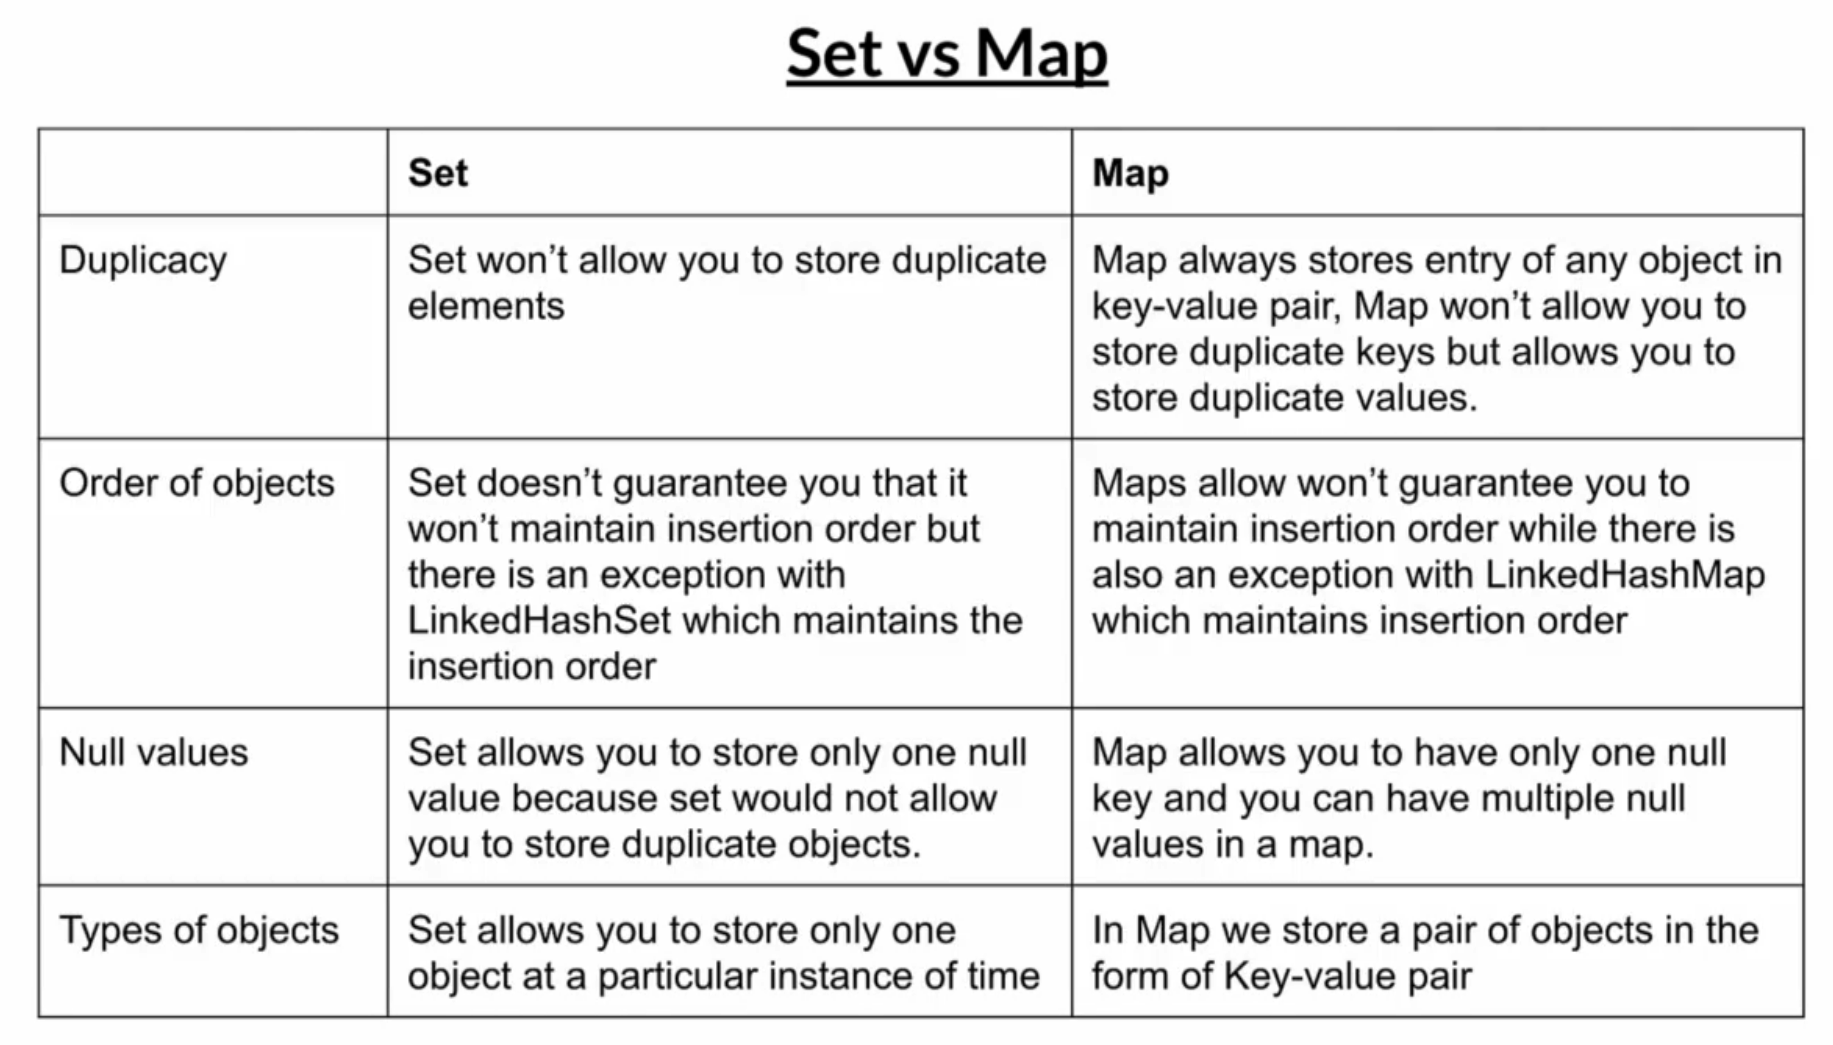 Set vs Map
Set
Map
Duplicacy
Set won’t allow you to store duplicate
elements
Map always stores entry of any object in
key-value pair, Map won’t allow you to
store duplicate keys but allows you to
store duplicate values.
Order of objects
Set doesn’t guarantee you that it
won’t maintain insertion order but
there is an exception with
LinkedHashSet which maintains the
insertion order
Maps allow won’t guarantee you to
maintain insertion order while there is
also an exception with LinkedHashMap
which maintains insertion order
Null values
Set allows you to store only one null
value because set would not allow
you to store duplicate objects.
Map allows you to have only one null
key and you can have multiple null
values in a map.
Types of objects
Set allows you to store only one
object at a particular instance of time
In Map we store a pair of objects in the
form of Key-value pair